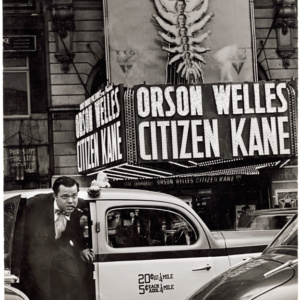 ORSON WELLES
CITIZEN KANE
ORSON WELLES
CITIZEN KANE
ORSON WELLES CITIZEN KANE
20¢ 1ST ¼ MILE
5¢ EACH ADD'L ¼ MILE